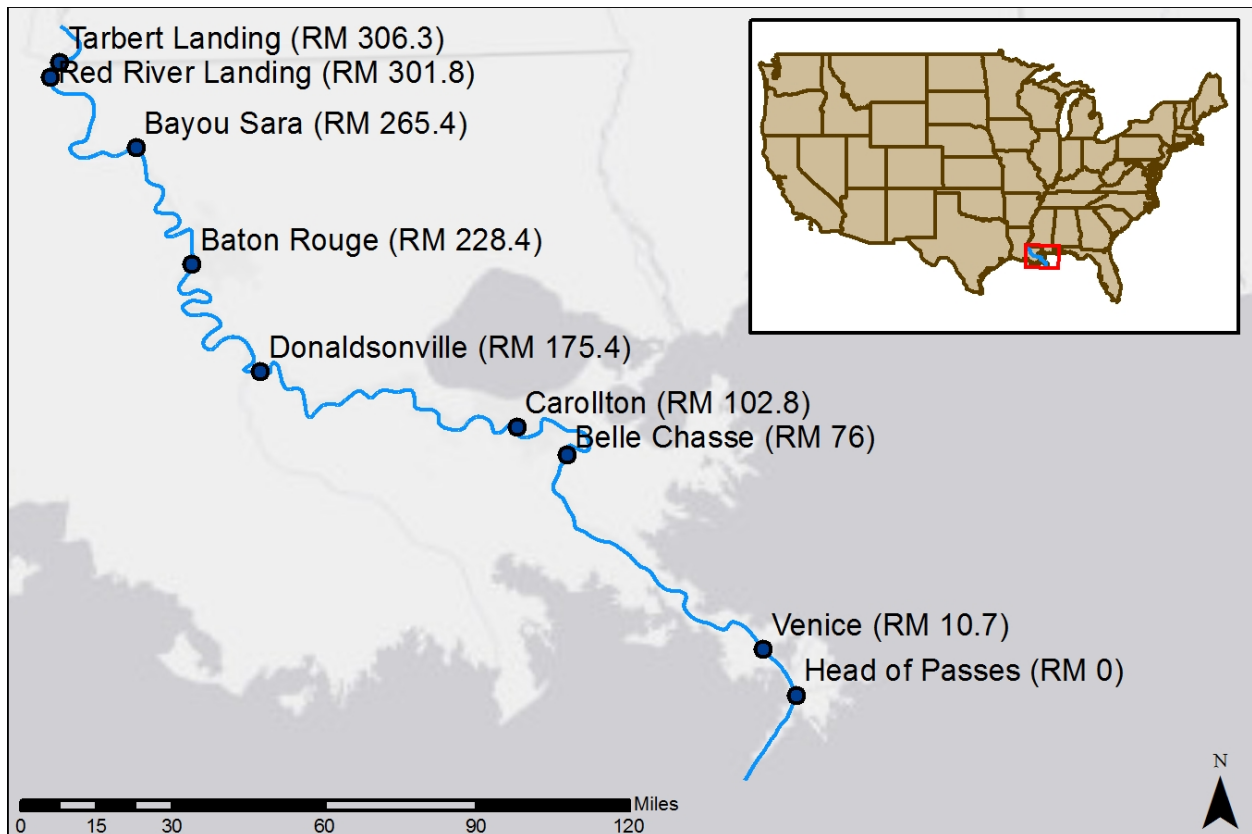 Tarbert Landing (RM 306.3)
Red River Landing (RM 301.8)
Bayou Sara (RM 265.4)
Baton Rouge (RM 228.4)
Donaldsonville (RM 175.4)
Carollton (RM 102.8)
Belle Chasse (RM 76)
Venice (RM 10.7)
Head of Passes (RM 0)
N
Miles
0 15 30 60 90 120